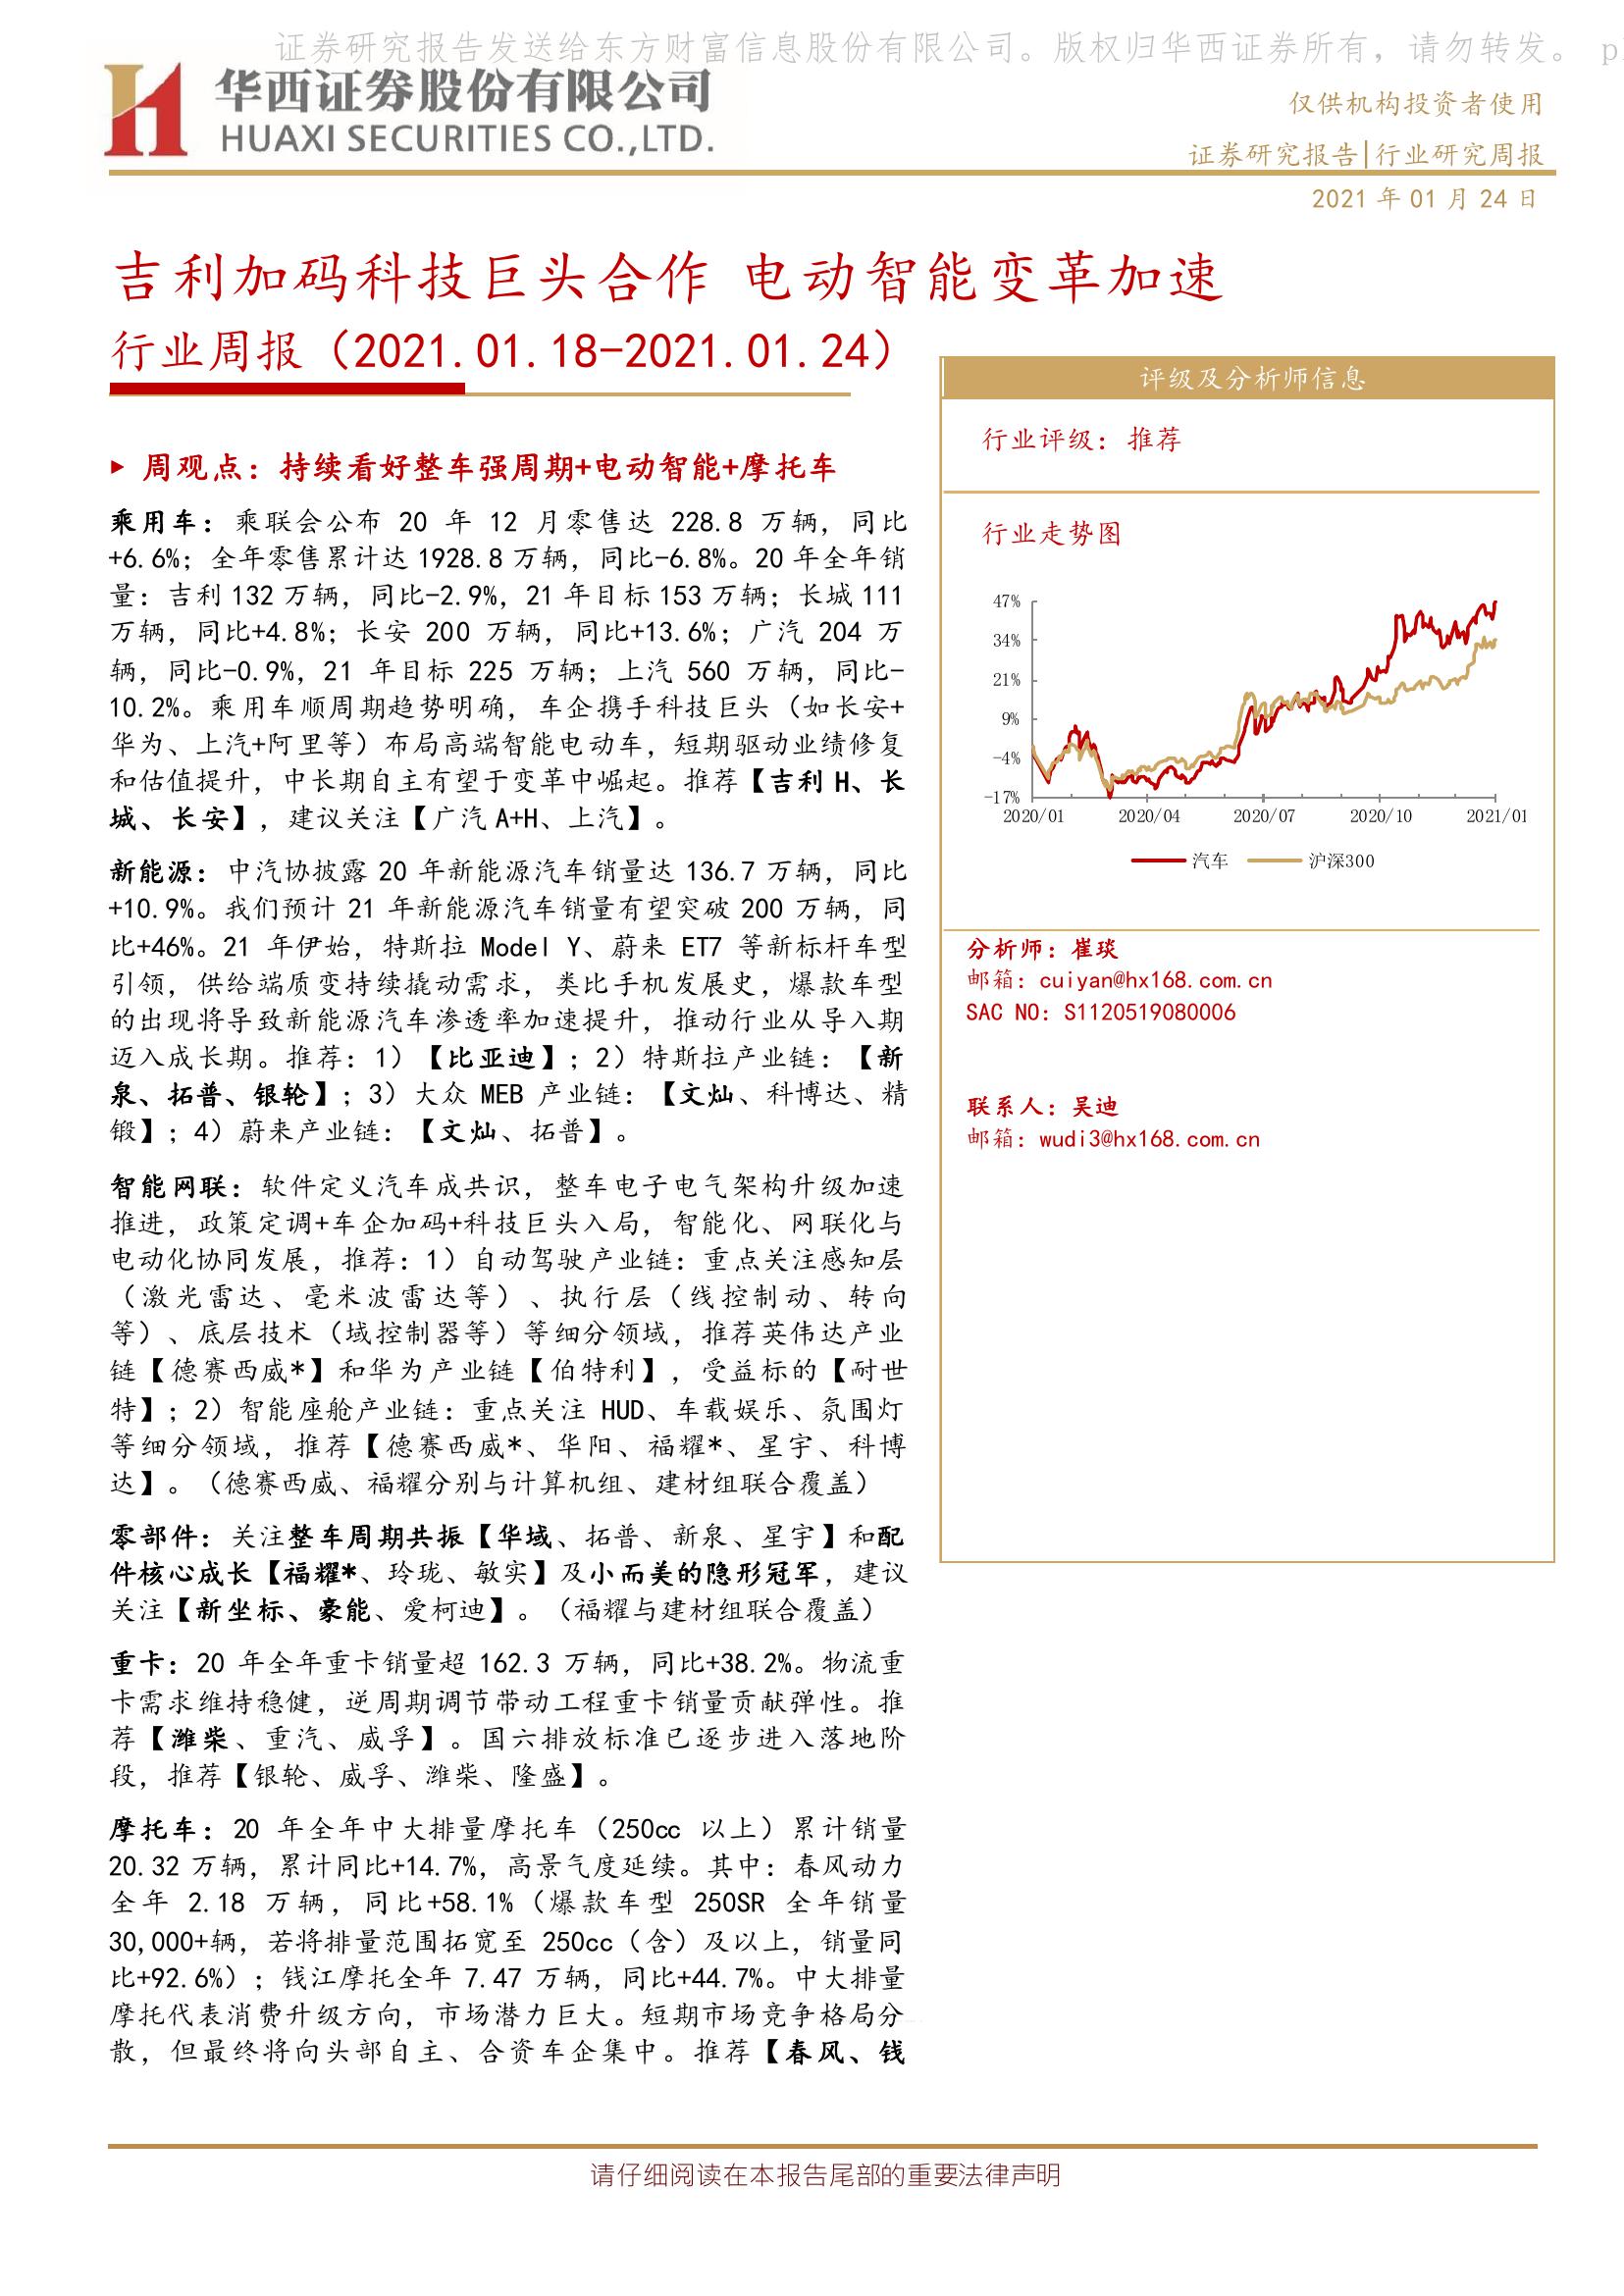 证券研究报告发送给东方财富信息股份有限公司。版权归华西证券所有，请勿转发。 p
华西证券股份有限公司
HUAXI SECURITIES CO.,LTD.
仅供机构投资者使用
证券研究报告|行业研究周报
2021 年 01 月 24 日
吉利加码科技巨头合作 电动智能变革加速
行业周报（2021.01.18-2021.01.24）
► 周观点：持续看好整车强周期+电动智能+摩托车
乘用车：乘联会公布 20 年 12 月零售达 228.8 万辆，同比
+6.6%；全年零售累计达 1928.8 万辆，同比-6.8%。20 年全年销
量：吉利 132 万辆，同比-2.9%，21 年目标 153 万辆；长城 111
万辆，同比+4.8%；长安 200 万辆，同比+13.6%；广汽 204 万
辆，同比-0.9%，21 年目标 225 万辆；上汽 560 万辆，同比-
10.2%。乘用车顺周期趋势明确，车企携手科技巨头（如长安+
华为、上汽+阿里等）布局高端智能电动车，短期驱动业绩修复
和估值提升，中长期自主有望于变革中崛起。推荐【吉利 H、长
城、长安】，建议关注【广汽 A+H、上汽】。
新能源：中汽协披露 20 年新能源汽车销量达 136.7 万辆，同比
+10.9%。我们预计 21 年新能源汽车销量有望突破 200 万辆，同
比+46%。21 年伊始，特斯拉 Model Y、蔚来 ET7 等新标杆车型
引领，供给端质变持续撬动需求，类比手机发展史，爆款车型
的出现将导致新能源汽车渗透率加速提升，推动行业从导入期
迈入成长期。推荐：1）【比亚迪】；2）特斯拉产业链：【新
泉、拓普、银轮】；3）大众 MEB 产业链：【文灿、科博达、精
锻】；4）蔚来产业链：【文灿、拓普】。
智能网联：软件定义汽车成共识，整车电子电气架构升级加速
推进，政策定调+车企加码+科技巨头入局，智能化、网联化与
电动化协同发展，推荐：1）自动驾驶产业链：重点关注感知层
（激光雷达、毫米波雷达等）、执行层（线控制动、转向
等）、底层技术（域控制器等）等细分领域，推荐英伟达产业
链【德赛西威*】和华为产业链【伯特利】，受益标的【耐世
特】；2）智能座舱产业链：重点关注 HUD、车载娱乐、氛围灯
等细分领域，推荐【德赛西威*、华阳、福耀*、星宇、科博
达】。（德赛西威、福耀分别与计算机组、建材组联合覆盖）
零部件：关注整车周期共振【华域、拓普、新泉、星宇】和配
件核心成长【福耀*、玲珑、敏实】及小而美的隐形冠军，建议
关注【新坐标、豪能、爱柯迪】。（福耀与建材组联合覆盖）
重卡：20 年全年重卡销量超 162.3 万辆，同比+38.2%。物流重
卡需求维持稳健，逆周期调节带动工程重卡销量贡献弹性。推
荐【潍柴、重汽、威孚】。国六排放标准已逐步进入落地阶
段，推荐【银轮、威孚、潍柴、隆盛】。
摩托车：20 年全年中大排量摩托车（250cc 以上）累计销量
20.32 万辆，累计同比+14.7%，高景气度延续。其中：春风动力
全年 2.18 万辆，同比+58.1%（爆款车型 250SR 全年销量
30,000+辆，若将排量范围拓宽至 250cc（含）及以上，销量同
比+92.6%）；钱江摩托全年 7.47 万辆，同比+44.7%。中大排量
摩托代表消费升级方向，市场潜力巨大。短期市场竞争格局分
散，但最终将向头部自主、合资车企集中。推荐【春风、钱
评级及分析师信息
行业评级：推荐
行业走势图
47%
34%
21%
9%
-4%
-17%
2020/01 2020/04 2020/07 2020/10 2021/01
汽车 沪深300
分析师：崔琰
邮箱：cuiyan@hx168.com.cn
SAC NO：S1120519080006
联系人：吴迪
邮箱：wudi3@hx168.com.cn
请仔细阅读在本报告尾部的重要法律声明